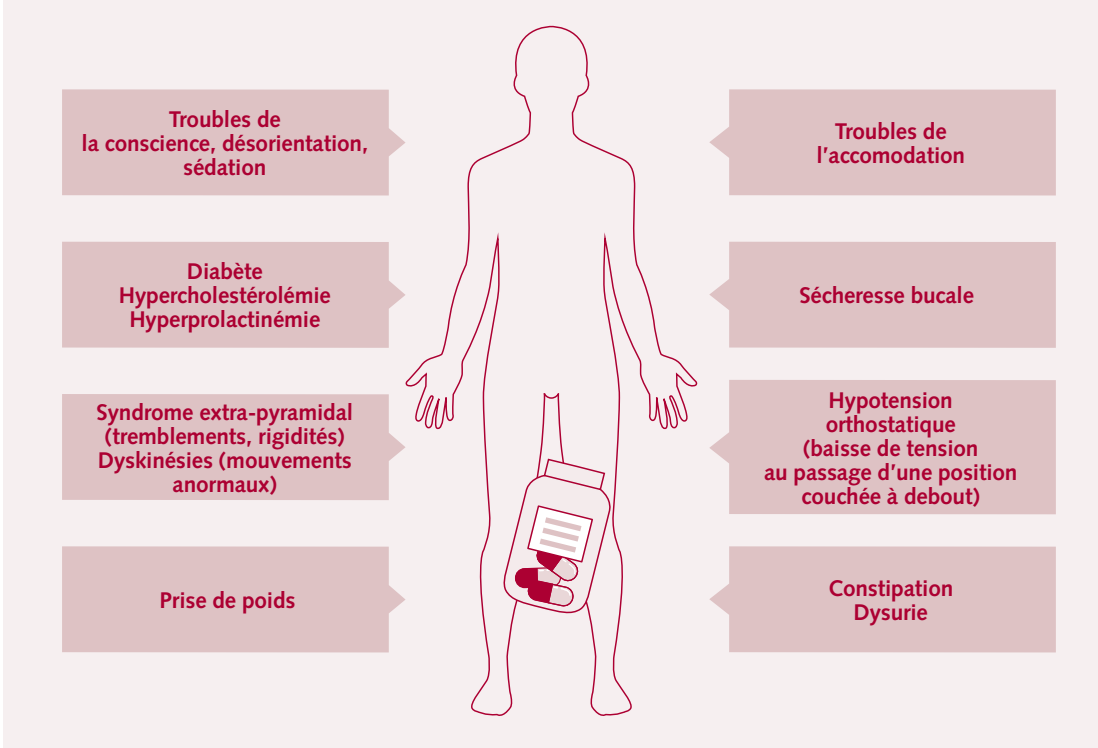 Troubles de
la conscience, désorientation,
sédation
Diabète
Hypercholestérolémie
Hyperprolactinémie
Syndrome extra-pyramidal
(tremblements, rigidités)
Dyskinésies (mouvements
anormaux)
Prise de poids
Troubles de
l'accomodation
Sécheresse bucale
Hypotension
orthostatique
(baisse de tension
au passage d'une position
couchée à debout)
Constipation
Dysurie